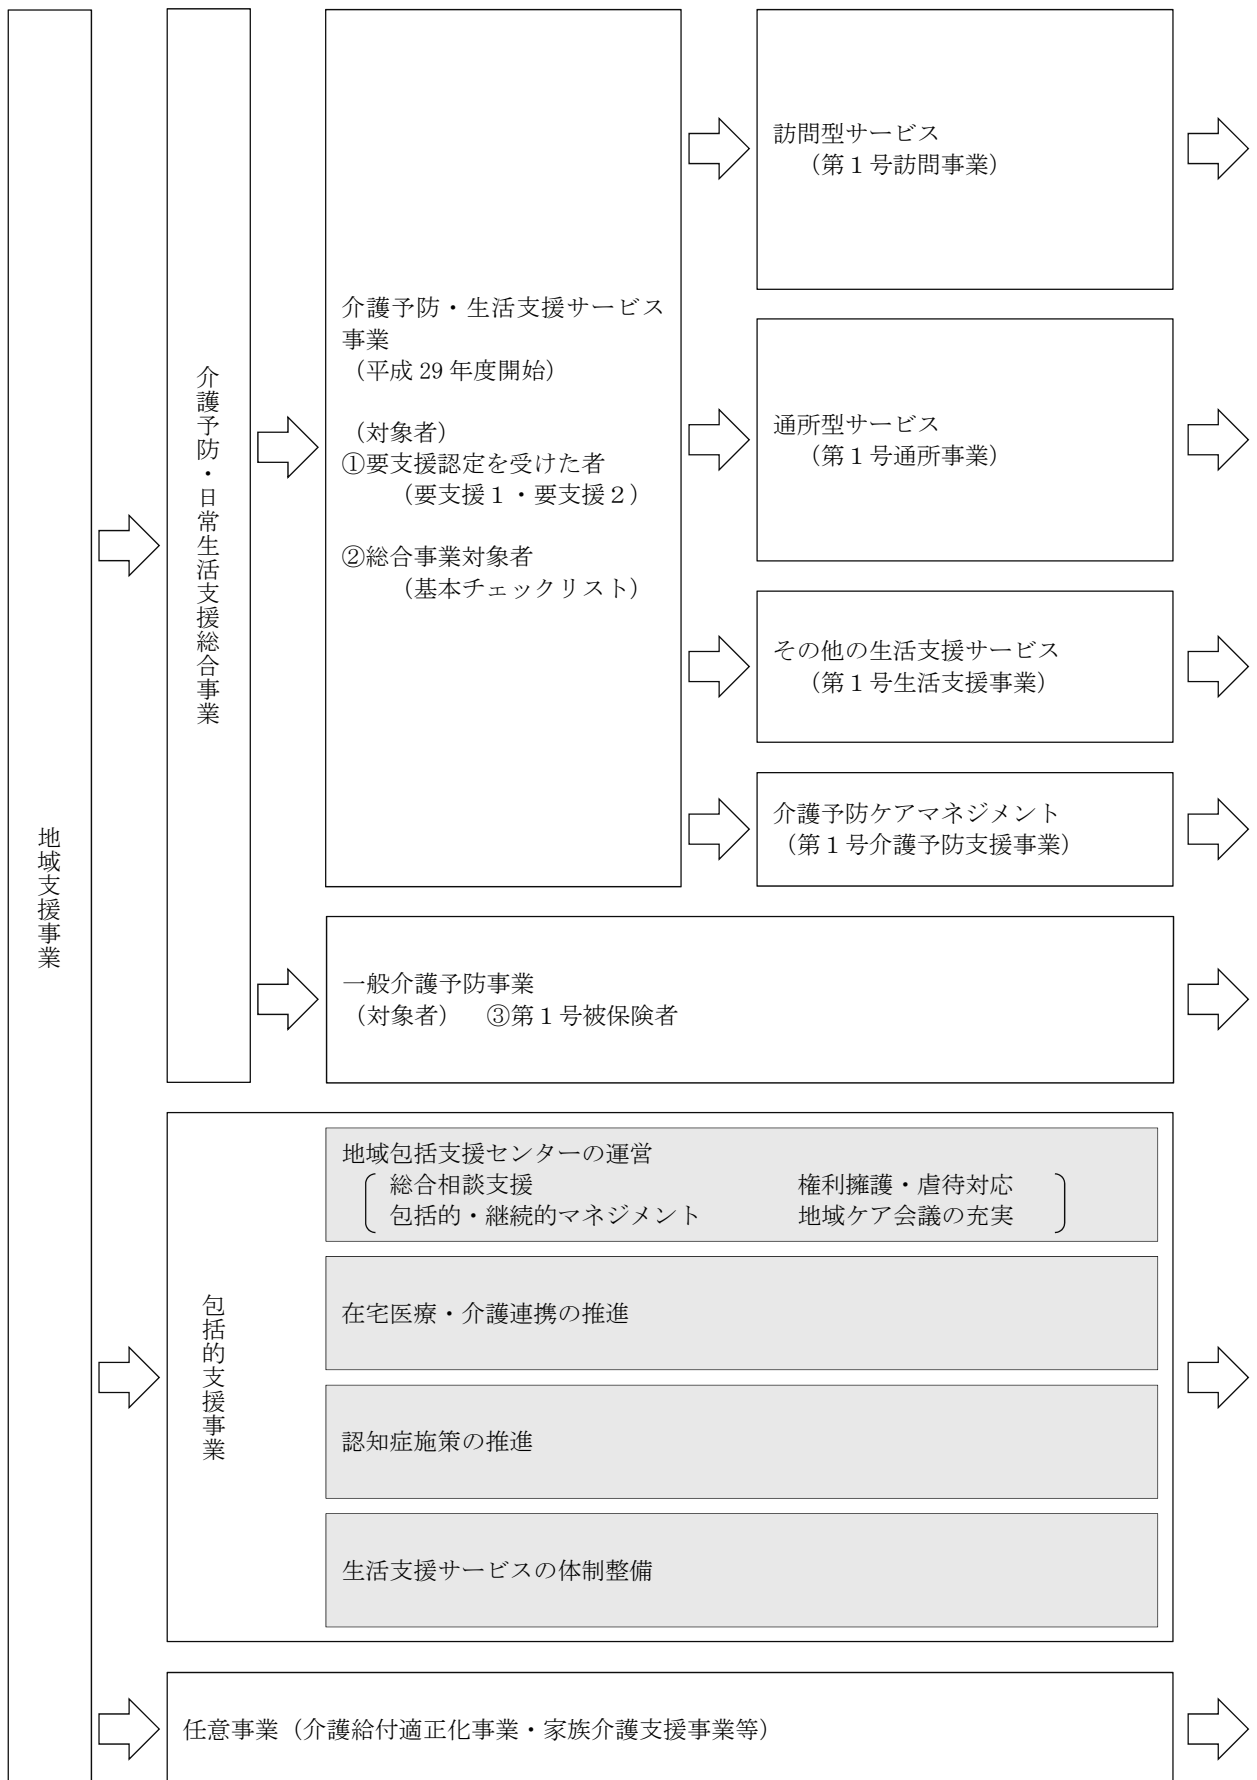 地域支援事業
介護予防・日常生活支援総合事業
介護予防・生活支援サービス
事業
（平成 29 年度開始）
（対象者）
①要支援認定を受けた者
（要支援１・要支援２）
②総合事業対象者
（基本チェックリスト）
訪問型サービス
（第１号訪問事業）
通所型サービス
（第１号通所事業）
その他の生活支援サービス
（第１号生活支援事業）
介護予防ケアマネジメント
（第１号介護予防支援事業）
一般介護予防事業
（対象者）　③第１号被保険者
包括的支援事業
地域包括支援センターの運営
総合相談支援　権利擁護・虐待対応
包括的・継続的マネジメント　地域ケア会議の充実
在宅医療・介護連携の推進
認知症施策の推進
生活支援サービスの体制整備
任意事業（介護給付適正化事業・家族介護支援事業等）